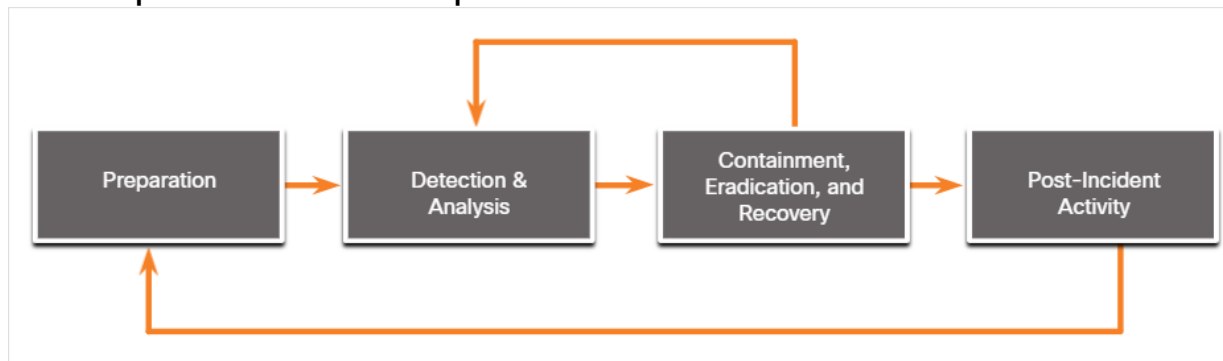 Preparation
Detection &
Analysis
Containment,
Eradication, and
Recovery
Post-Incident
Activity